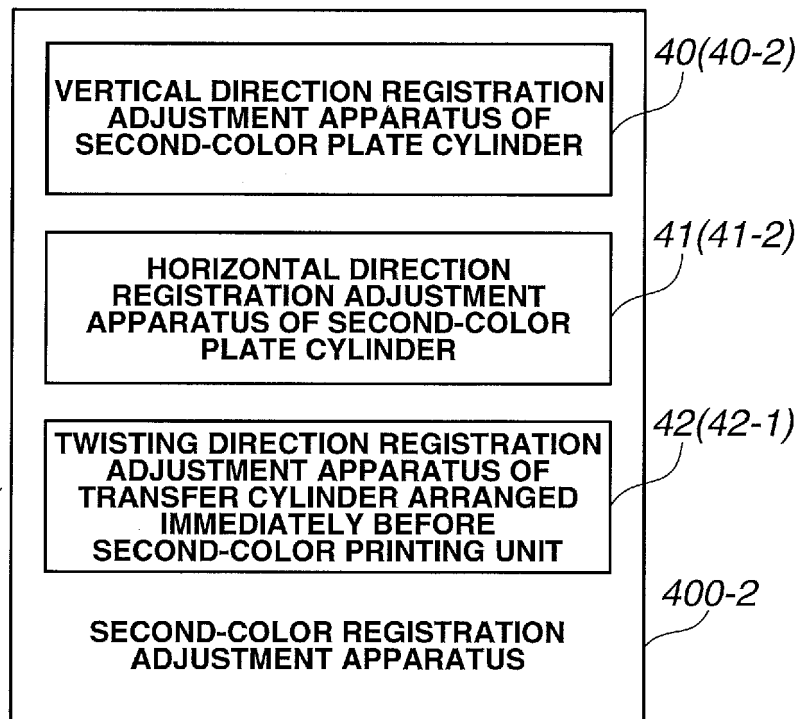 40(40-2)
VERTICAL DIRECTION REGISTRATION
ADJUSTMENT APPARATUS OF
SECOND-COLOR PLATE CYLINDER
41(41-2)
HORIZONTAL DIRECTION
REGISTRATION ADJUSTMENT
APPARATUS OF SECOND-COLOR
PLATE CYLINDER
42(42-1)
TWISTING DIRECTION REGISTRATION
ADJUSTMENT APPARATUS OF
TRANSFER CYLINDER ARRANGED
IMMEDIATELY BEFORE
SECOND-COLOR PRINTING UNIT
400-2
SECOND-COLOR REGISTRATION
ADJUSTMENT APPARATUS